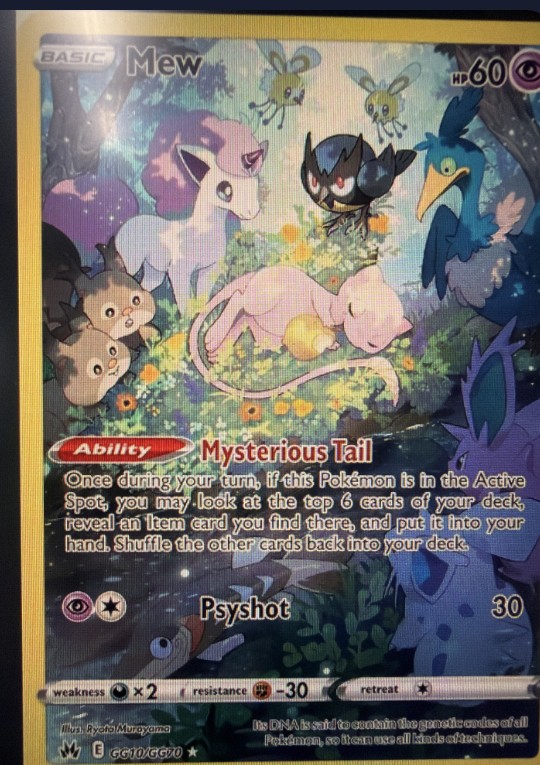 BASIC Mew HP60
Ability Mysterious Tail
Once during your turn, if this Pokémon is in the Active
Spot, you may look at the top 6 cards of your deck,
reveal an Item card you find there, and put it into your
hand. Shuffle the other cards back into your deck.
Psyshot 30
weakness ×2 resistance -30 retreat
Illus. Ryota Murayama
Its DNA is said to contain the genetic codes of all
Pokémon, so it can use all kinds of techniques.
E GG10/GG70